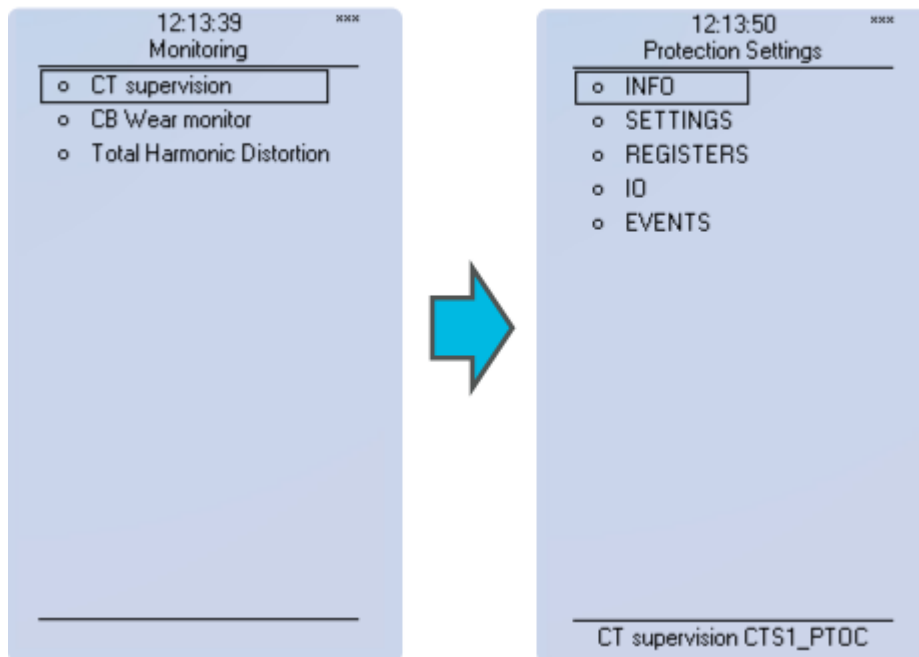 12:13:39 ***
Monitoring
CT supervision
CB Wear monitor
Total Harmonic Distortion
12:13:50 ***
Protection Settings
INFO
SETTINGS
REGISTERS
IO
EVENTS
CT supervision CTS1_PTOC